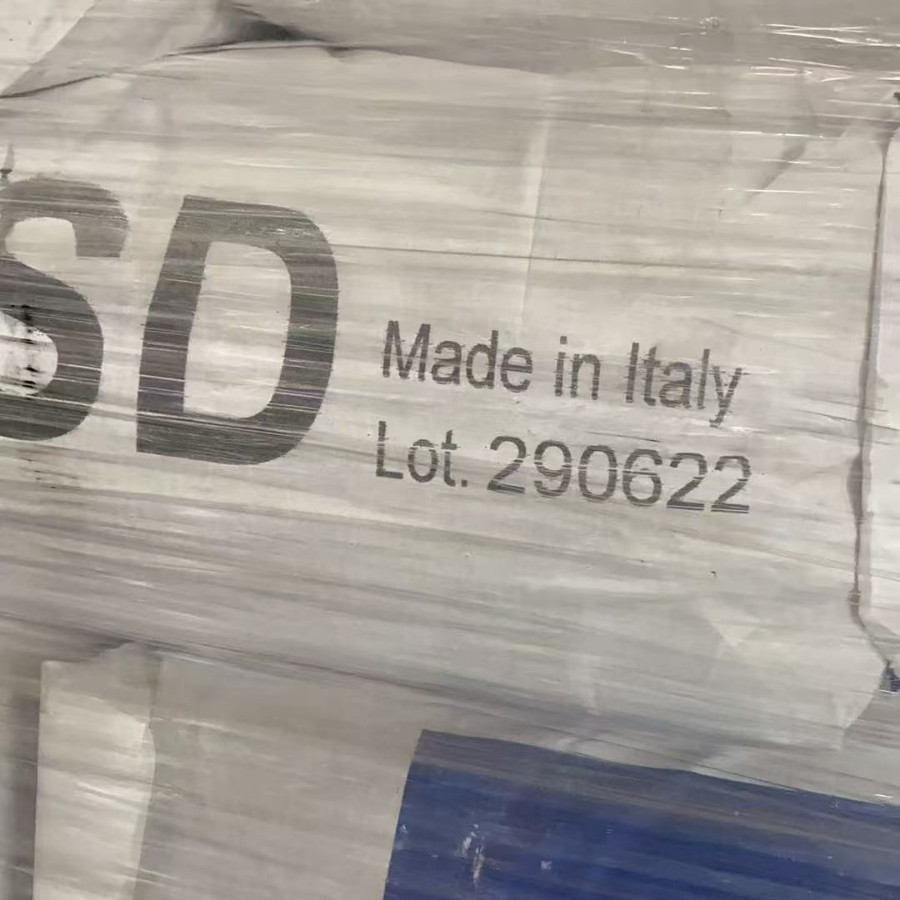 SD
Made in Italy
Lot. 290622